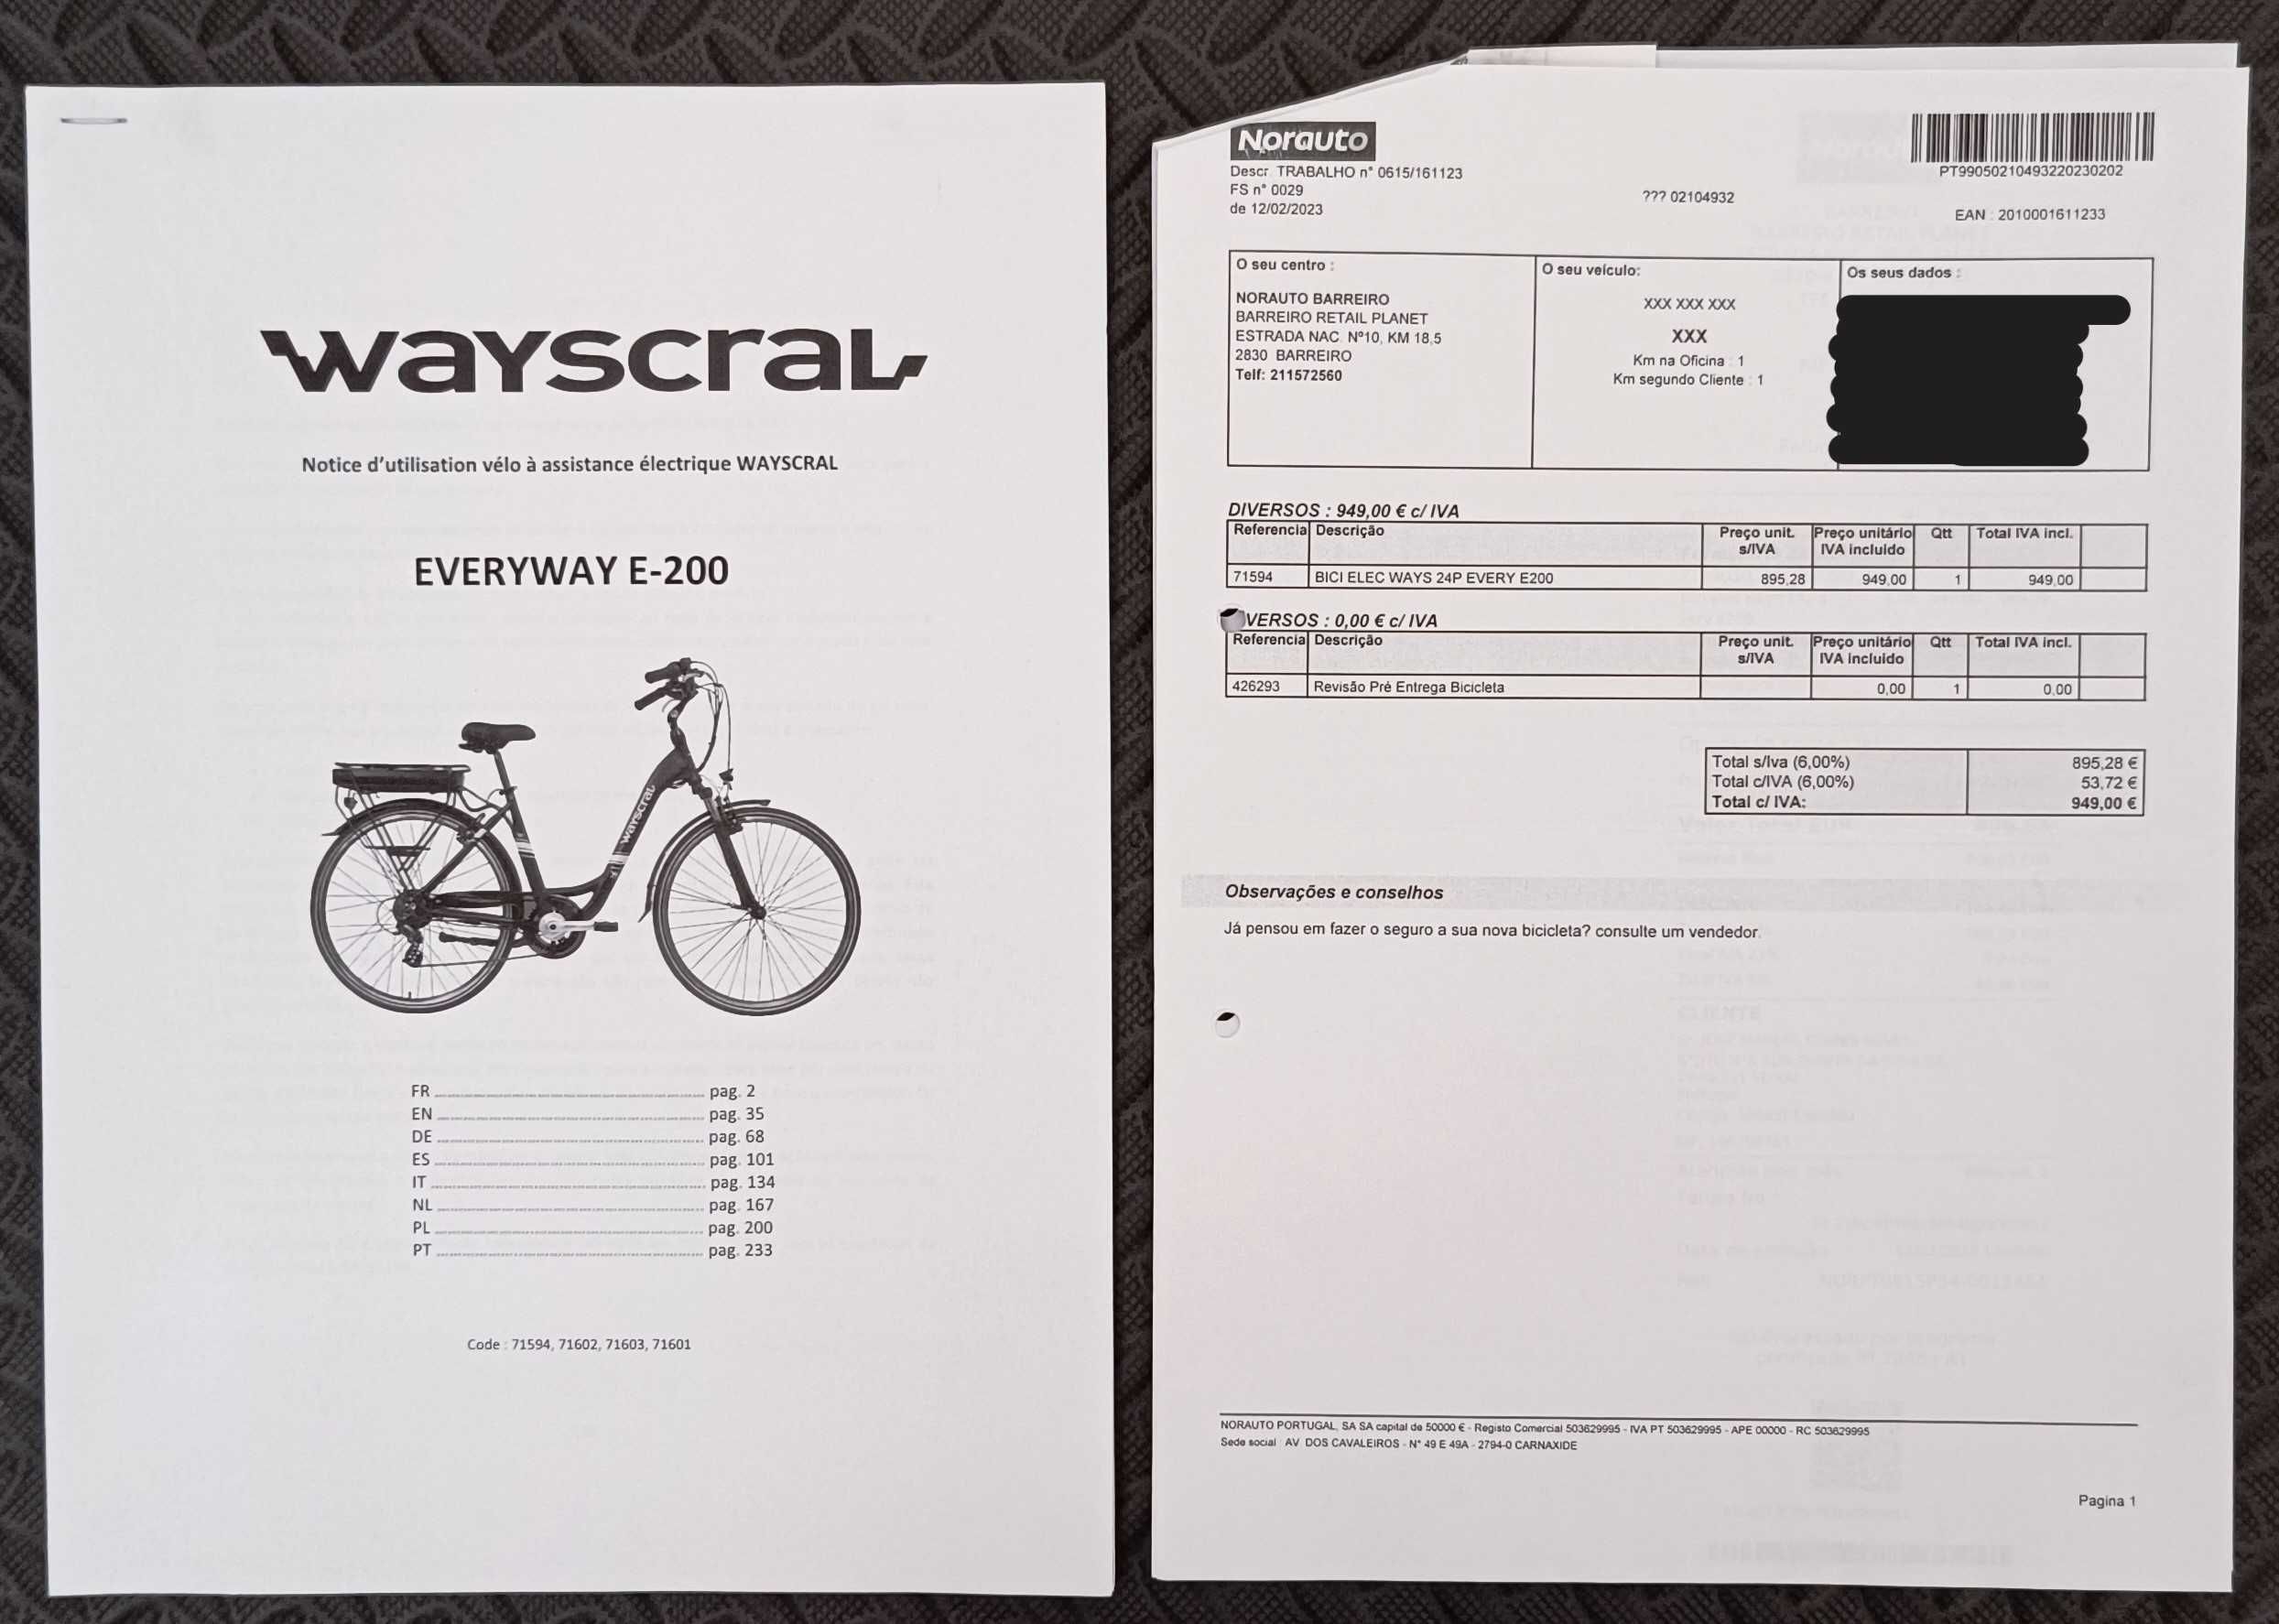 wayscral
Notice d'utilisation vélo à assistance électrique WAYSCRAL
EVERYWAY E-200
wayscral
FR ........ pag. 2
EN ........ pag. 35
DE ........ pag. 68
ES ........ pag. 101
IT ........ pag. 134
NL ........ pag. 167
PL ........ pag. 200
PT ........ pag. 233
Code : 71594, 71602, 71603, 71601
Norauto
Descr. TRABALHO n° 0615/161123
FS n° 0029
de 12/02/2023
??? 02104932
PT99050210493220230202
EAN : 2010001611233
O seu centro :
NORAUTO BARREIRO
BARREIRO RETAIL PLANET
ESTRADA NAC. Nº10, KM 18,5
2830 BARREIRO
Telf: 211572560
O seu veículo:
XXX XXX XXX
XXX
Km na Oficina : 1
Km segundo Cliente : 1
Os seus dados :
DIVERSOS : 949,00 € c/ IVA
Referencia Descrição Preço unit. s/IVA Preço unitário IVA incluido Qtt Total IVA incl.
71594 BICI ELEC WAYS 24P EVERY E200 895,28 949,00 1 949,00
VERSOS : 0,00 € c/ IVA
Referencia Descrição Preço unit. s/IVA Preço unitário IVA incluido Qtt Total IVA incl.
426293 Revisão Pré Entrega Bicicleta 0,00 1 0,00
Total s/Iva (6,00%) 895,28 €
Total c/IVA (6,00%) 53,72 €
Total c/ IVA: 949,00 €
Observações e conselhos
Já pensou em fazer o seguro a sua nova bicicleta? consulte um vendedor.
NORAUTO PORTUGAL, SA SA capital de 50000 € - Registo Comercial 503629995 - IVA PT 503629995 - APE 00000 - RC 503629995
Sede social : AV. DOS CAVALEIROS - N° 49 E 49A - 2794-0 CARNAXIDE
Pagina 1